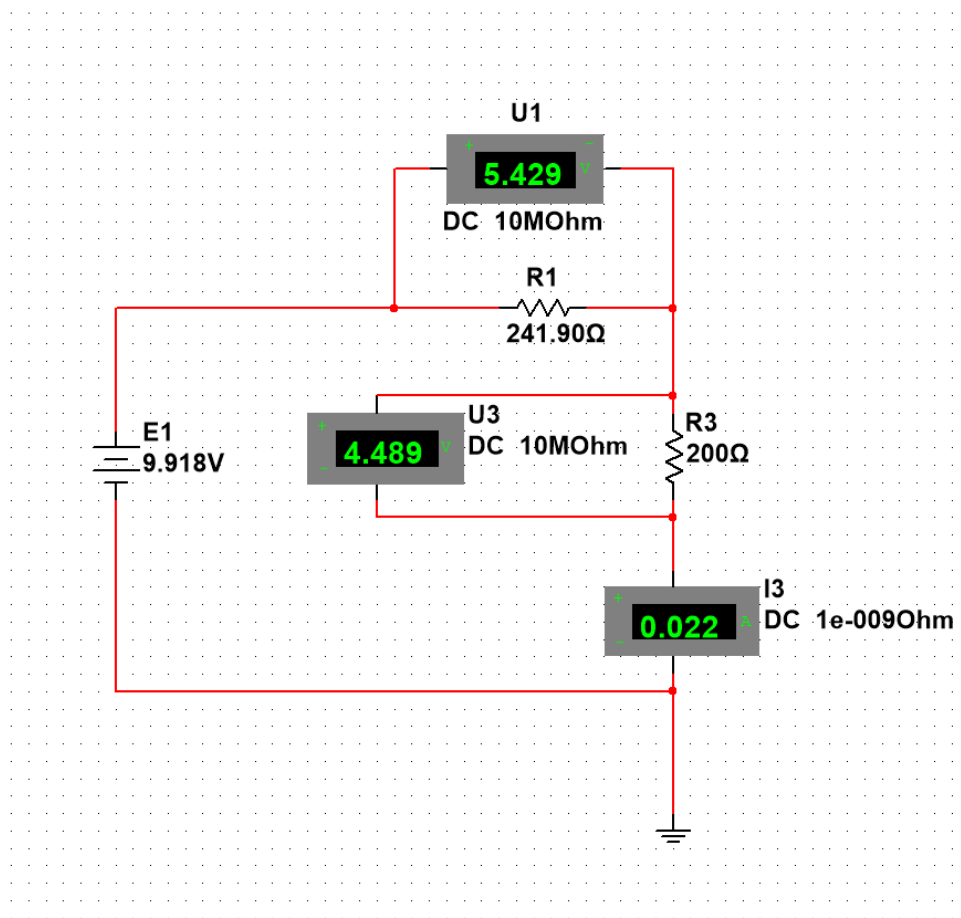 U1
+ -
5.429 V
DC 10MOhm
R1
241.90Ω
E1
9.918V
+
4.489 V
-
U3
DC 10MOhm
R3
200Ω
+
0.022 A
-
I3
DC 1e-009Ohm